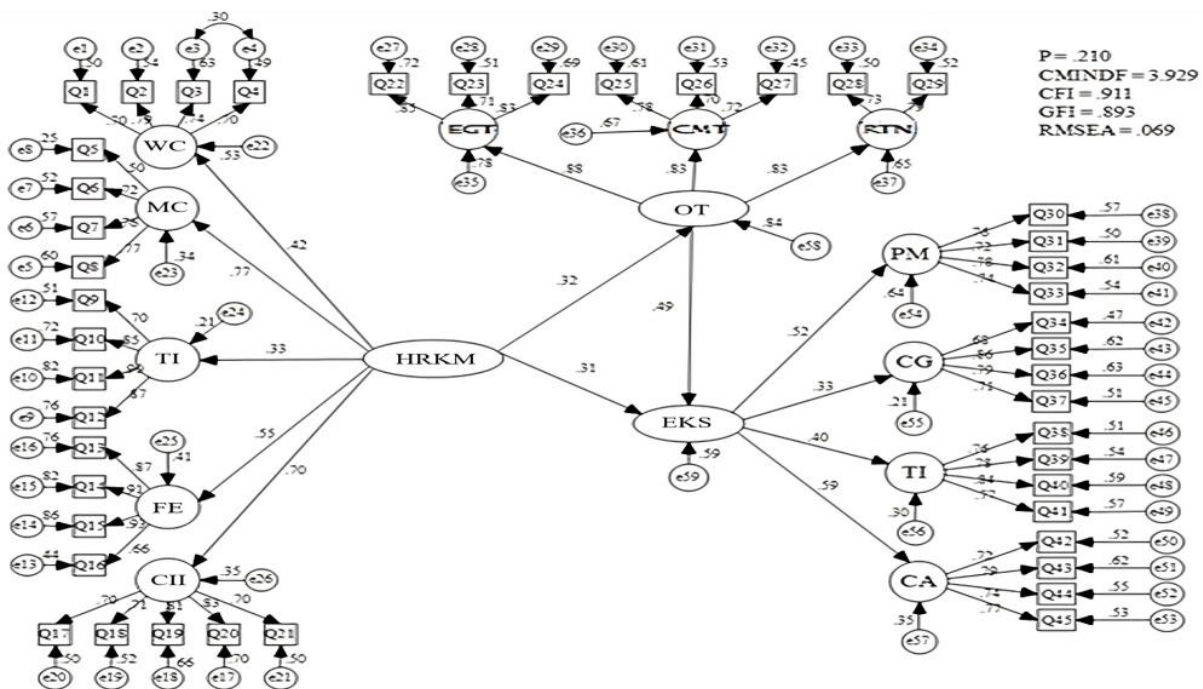 .30
e1 e2 e3 e4
.54 .63 .49
Q1 Q2 Q3 Q4
.70 .74 .70
WC
.53 e22
e27 e28 e29 e30 e31 e32 e33 e34
.72 .51 .69 .61 .53 .45 .50 .52
Q22 Q23 Q24 Q25 Q26 Q27 Q28 Q29
.85 .71 .83 .78 .70 .72 .73
EGT CMT RTN
e36 .67
.78 .65
e35 e37
P = .210
CMINDF = 3.929
CFI = .911
GFI = .893
RMSEA = .069
e8 .25 Q5 .50
e7 .52 Q6 .72
e6 .57 Q7 .76
e5 .60 Q8 .77
MC
.34
e23
.88 .83 .83
OT
.84
e58
.42
.77
.32
.49
e12 .51 Q9 .70
e11 .72 Q10 .85
e10 .82 Q11
e9 .76 Q12 .87
.21 e24
TI
.33
HRKM
.31
EKS
.59
e59
.55
.70
e16 .76 Q13 .87
e15 .82 Q14 .91
e14 .86 Q15 .93
e13 .44 Q16 .66
e25
.41
FE
CII
.35 e26
.70 .71 .81 .83 .70
Q17 Q18 Q19 Q20 Q21
.50 .52 .66 .70 .50
e20 e19 e18 e17 e21
.52
.33
.40
.59
PM
.64
e54
.76 Q30 .57 e38
.72 Q31 .50 e39
.78 Q32 .61 e40
.74 Q33 .54 e41
CG
.21
e55
.68 Q34 .47 e42
.86 Q35 .62 e43
.79 Q36 .63 e44
.71 Q37 .51 e45
TI
.30
e56
.76 Q38 .51 e46
.78 Q39 .54 e47
.84 Q40 .59 e48
.77 Q41 .57 e49
CA
.35
e57
.72 Q42 .52 e50
.79 Q43 .62 e51
.74 Q44 .55 e52
.77 Q45 .53 e53